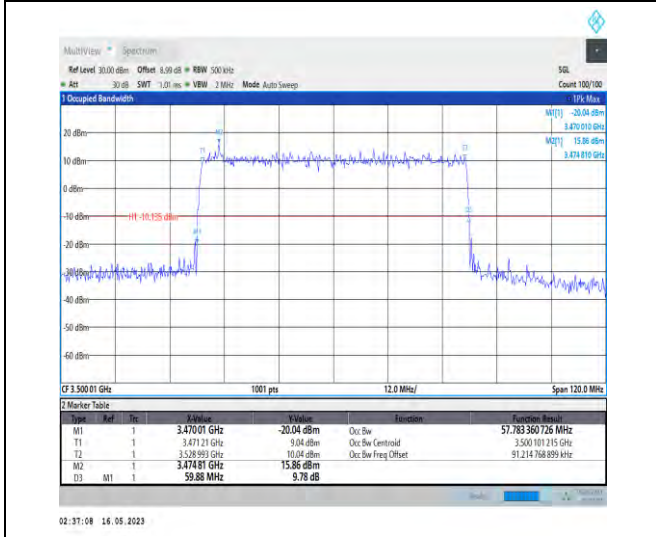 MultiView Spectrum
Ref Level 30.00 dBm Offset 8.99 dB RBW 500 kHz SGL
Att 30 dB SWT 1.01 ms VBW 2 MHz Mode Auto Sweep Count 100/100
1 Occupied Bandwidth 1Pk Max
M1[1] -20.04 dBm
3.470 010 GHz
M2[1] 15.86 dBm
3.474 810 GHz
20 dBm
M2
T1
10 dBm
0 dBm
-10 dBm H1 -10.135 dBm
M1
-20 dBm
-30 dBm
-40 dBm
-50 dBm
-60 dBm
CF 3.500 01 GHz 1001 pts 12.0 MHz/ Span 120.0 MHz
2 Marker Table
Type Ref Trc X-Value Y-Value Function Function Result
M1 1 3.470 01 GHz -20.04 dBm Occ Bw 57.783 360 726 MHz
T1 1 3.471 21 GHz 9.04 dBm Occ Bw Centroid 3.500 101 215 GHz
T2 1 3.528 993 GHz 10.04 dBm Occ Bw Freq Offset 91.214 768 899 kHz
M2 1 3.474 81 GHz 15.86 dBm
D3 M1 1 59.88 MHz 9.78 dB
02:37:08 16.05.2023